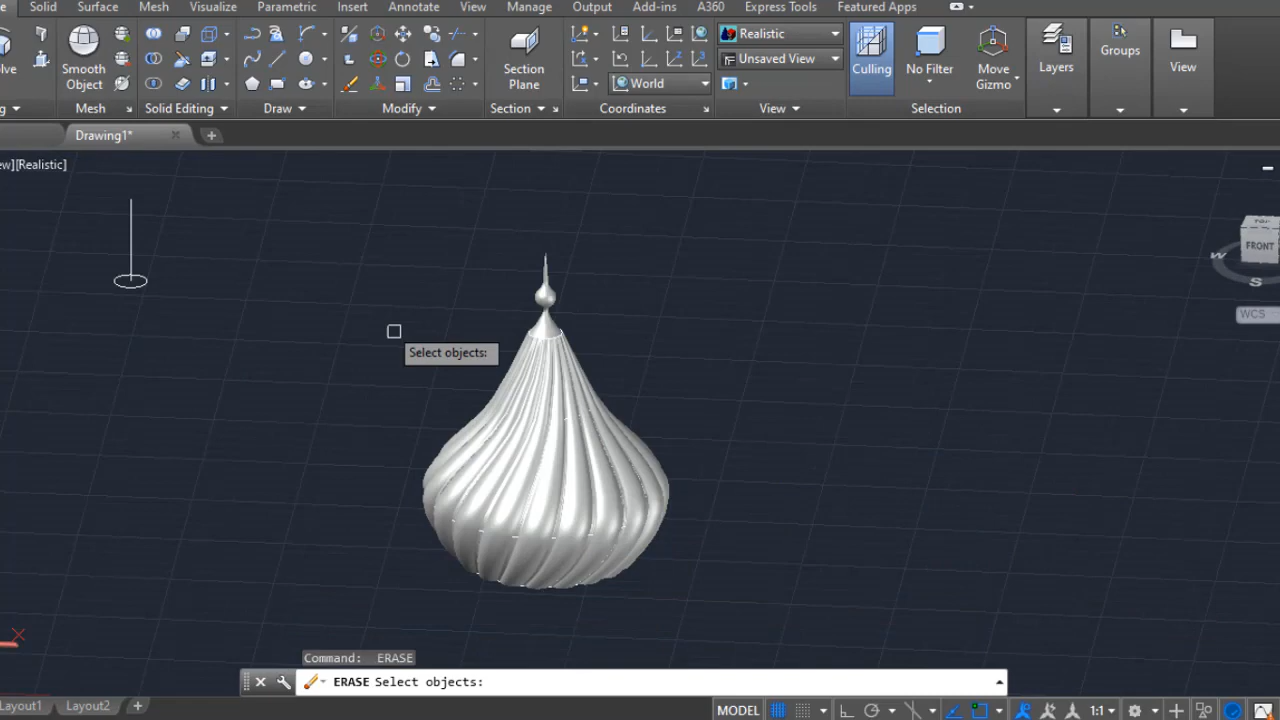 Solid Surface Mesh Visualize Parametric Insert Annotate View Manage Output Add-ins A360 Express Tools Featured Apps
Smooth
Object
Section
Plane
Realistic
Unsaved View
World
Culling
No Filter
Move
Gizmo
Layers
Groups
View
Mesh
Solid Editing
Draw
Modify
Section
Coordinates
View
Selection
Drawing1*
][Realistic]
TOP
FRONT
W
S
WCS
Select objects:
Command: ERASE
ERASE Select objects:
Layout2
MODEL
1:1